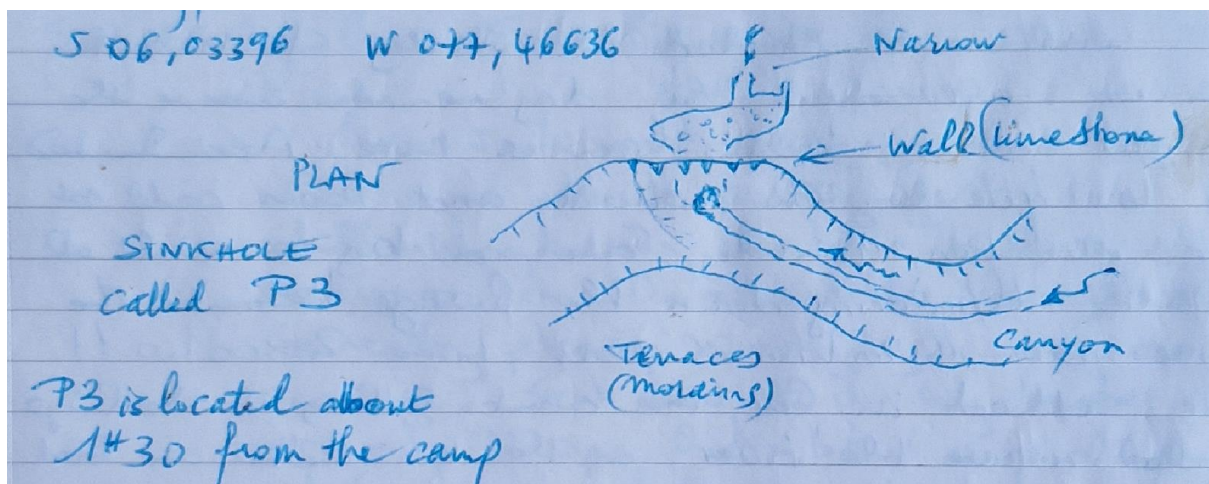 S 06,03396 W 077,46636
Narrow
Wall (limestone)
PLAN
SINKHOLE
called P3
Canyon
Terraces
P3 is located about
1H30 from the camp